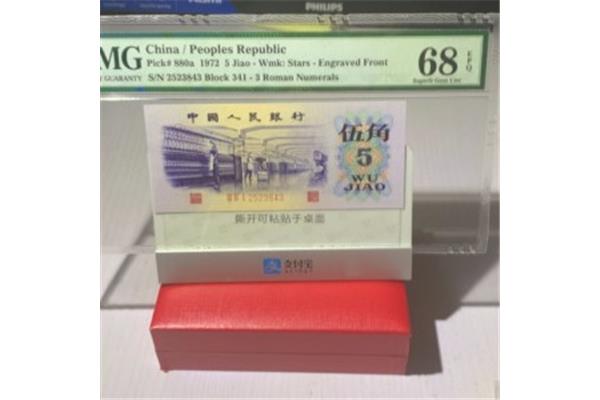 PHILIPS
MG China / Peoples Republic
Pick# 880a 1972 5 Jiao - Wmk: Stars - Engraved Front
GUARANTY S/N 2523843 Block 341 - 3 Roman Numerals
68 EPQ
Superb Gem Unc
中國人民銀行
伍角
5
WU
JIAO
2523843
撕开可粘贴于桌面
支付宝
ALIPAY